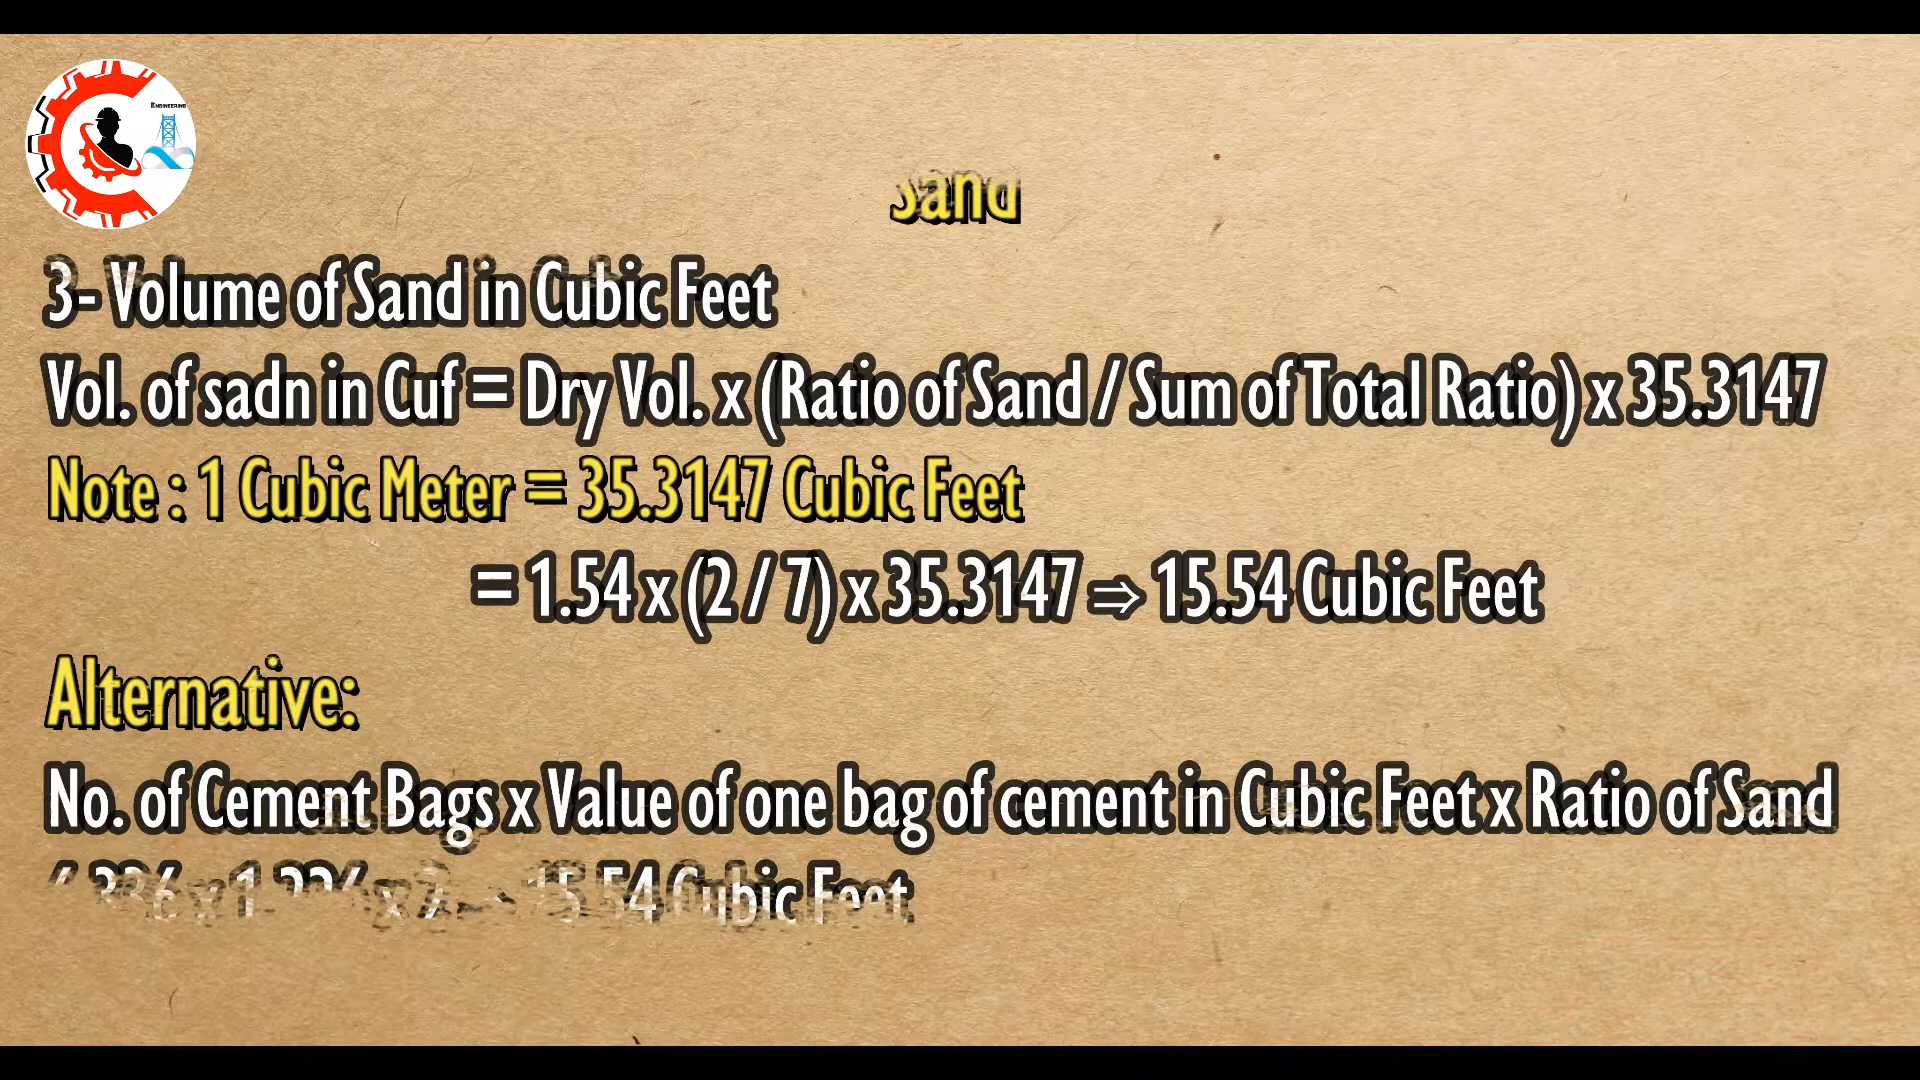 ENGINEERING
Sand
3- Volume of Sand in Cubic Feet
Vol. of sadn in Cuf = Dry Vol. x (Ratio of Sand / Sum of Total Ratio) x 35.3147
Note : 1 Cubic Meter = 35.3147 Cubic Feet
= 1.54 x (2 / 7) x 35.3147 ⇒ 15.54 Cubic Feet
Alternative:
No. of Cement Bags x Value of one bag of cement in Cubic Feet x Ratio of Sand
15.54 Cubic Feet